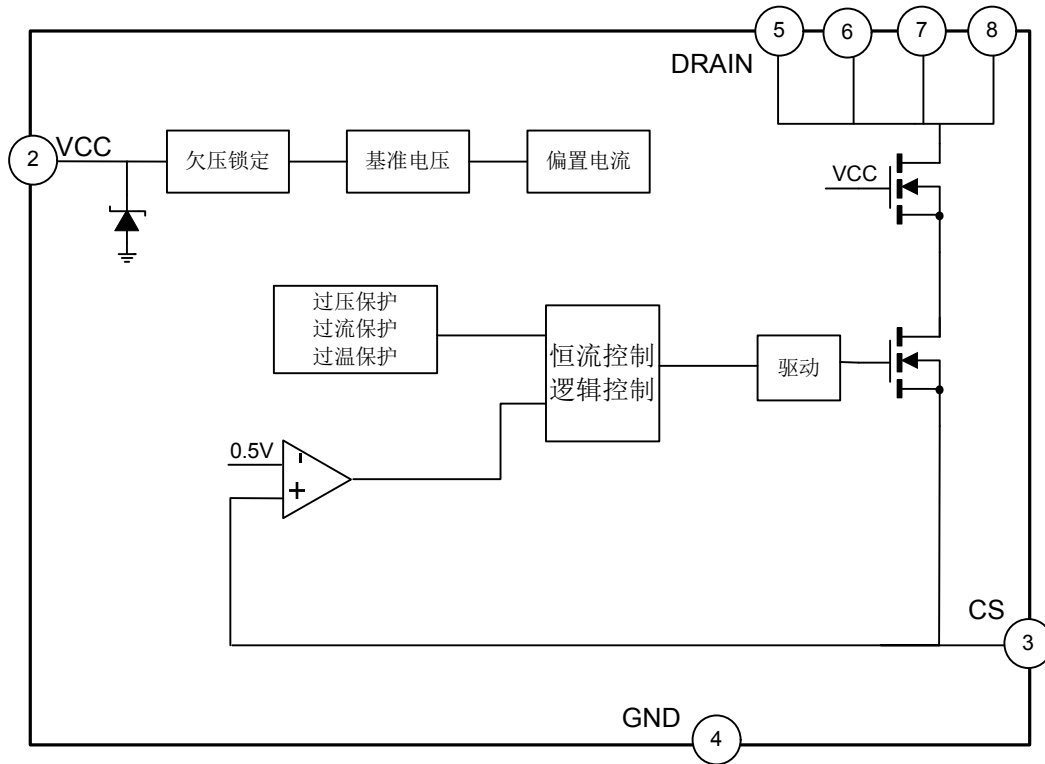 5
6
7
8
DRAIN
2
VCC
欠压锁定
基准电压
偏置电流
VCC
过压保护
过流保护
过温保护
恒流控制
逻辑控制
驱动
0.5V
-
+
CS
3
GND
4